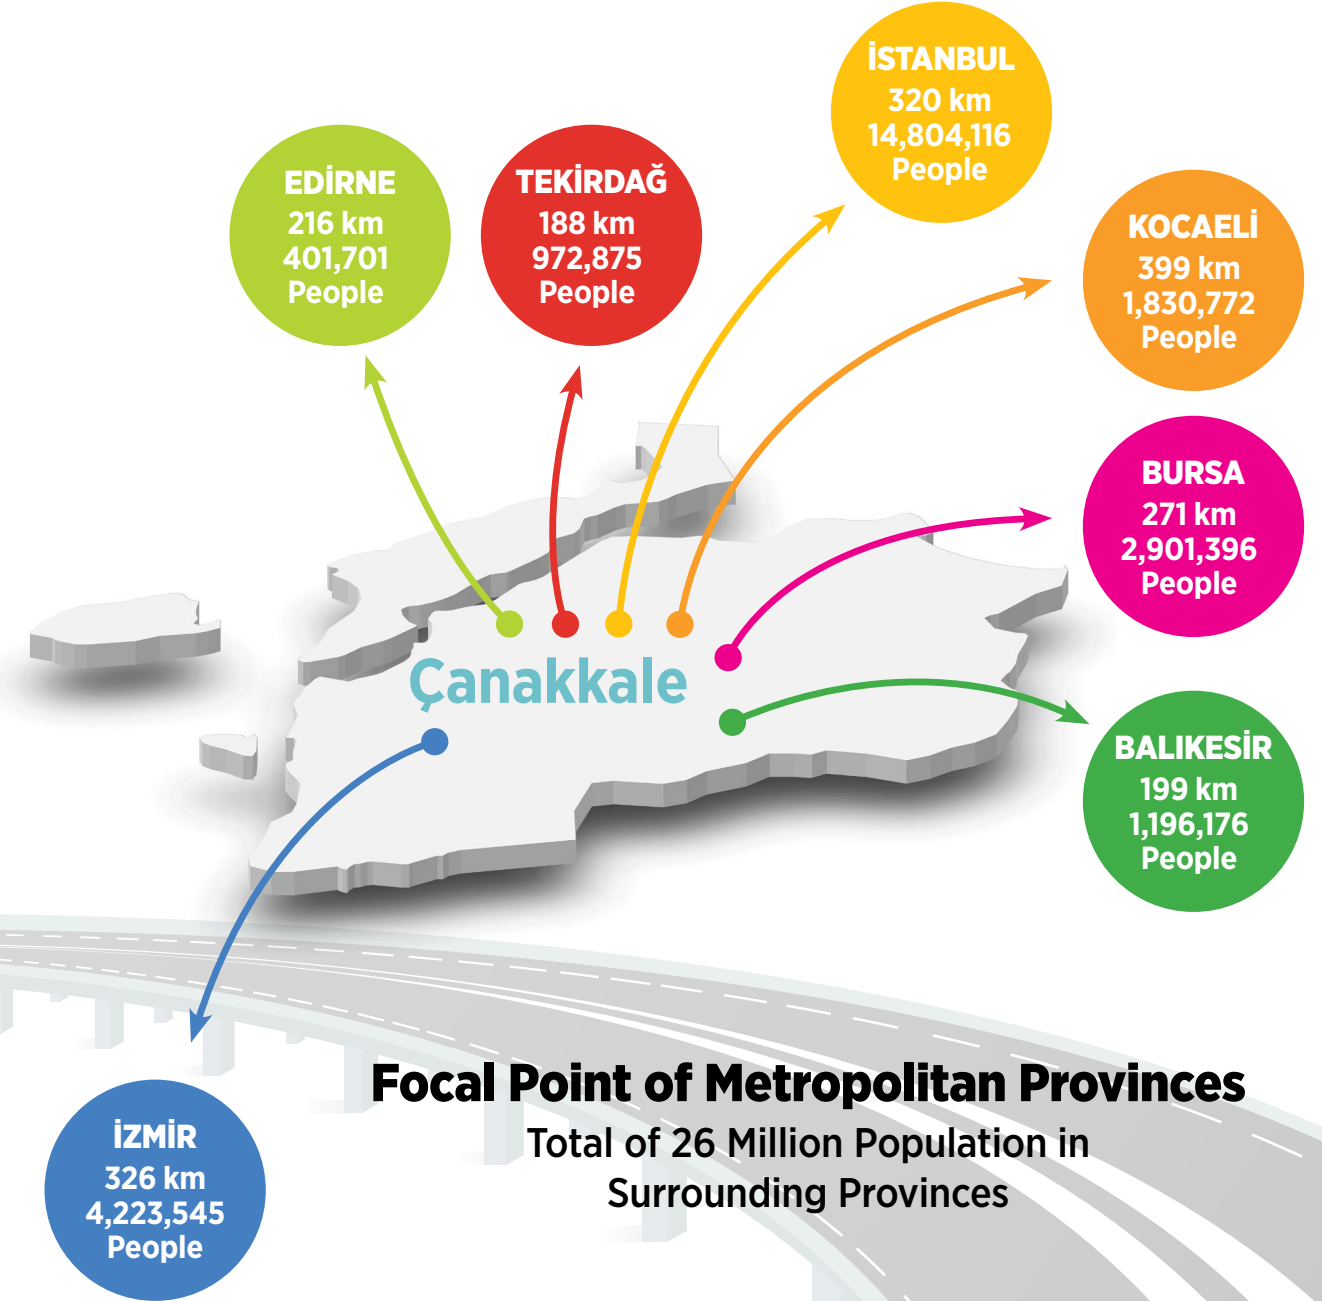 İSTANBUL
320 km
14,804,116
People
EDİRNE
216 km
401,701
People
TEKİRDAĞ
188 km
972,875
People
KOCAELİ
399 km
1,830,772
People
BURSA
271 km
2,901,396
People
Çanakkale
BALIKESİR
199 km
1,196,176
People
Focal Point of Metropolitan Provinces
Total of 26 Million Population in
Surrounding Provinces
İZMİR
326 km
4,223,545
People